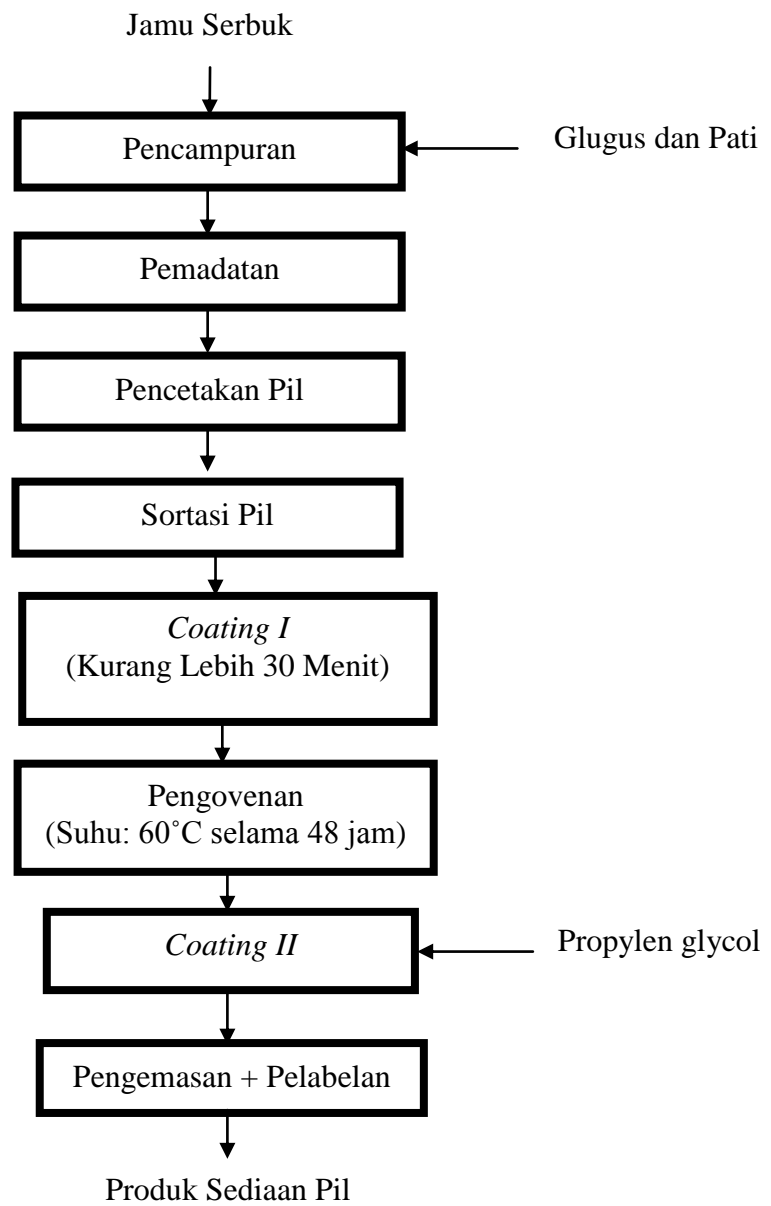 Jamu Serbuk
Pencampuran
Glugus dan Pati
Pemadatan
Pencetakan Pil
Sortasi Pil
Coating I
(Kurang Lebih 30 Menit)
Pengovenan
(Suhu: 60˚C selama 48 jam)
Coating II
Propylen glycol
Pengemasan + Pelabelan
Produk Sediaan Pil